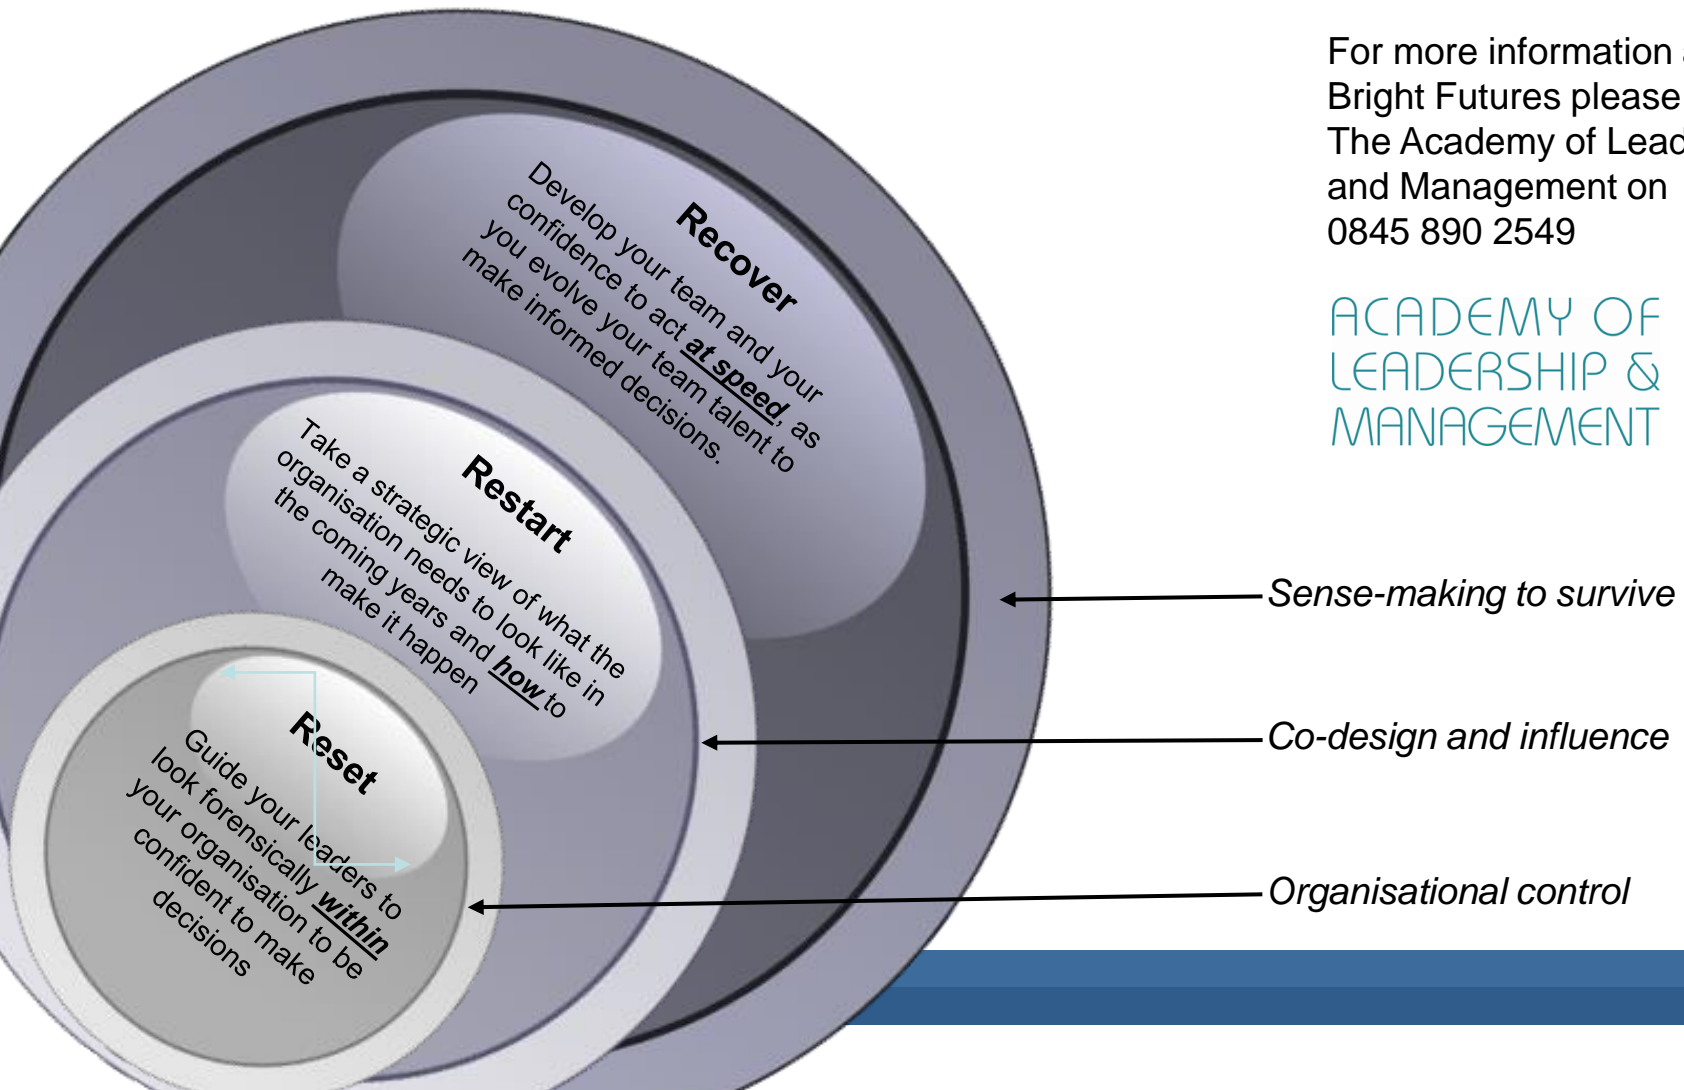 For more information
Bright Futures please
The Academy of Lead
and Management on
0845 890 2549
ACADEMY OF
LEADERSHIP &
MANAGEMENT
Recover
Develop your team and your
confidence to act at speed, as
you evolve your team talent to
make informed decisions.
Restart
Take a strategic view of what the
organisation needs to look like in
the coming years and how to
make it happen
Reset
Guide your leaders to
look forensically within
your organisation to be
confident to make
decisions
Sense-making to survive
Co-design and influence
Organisational control